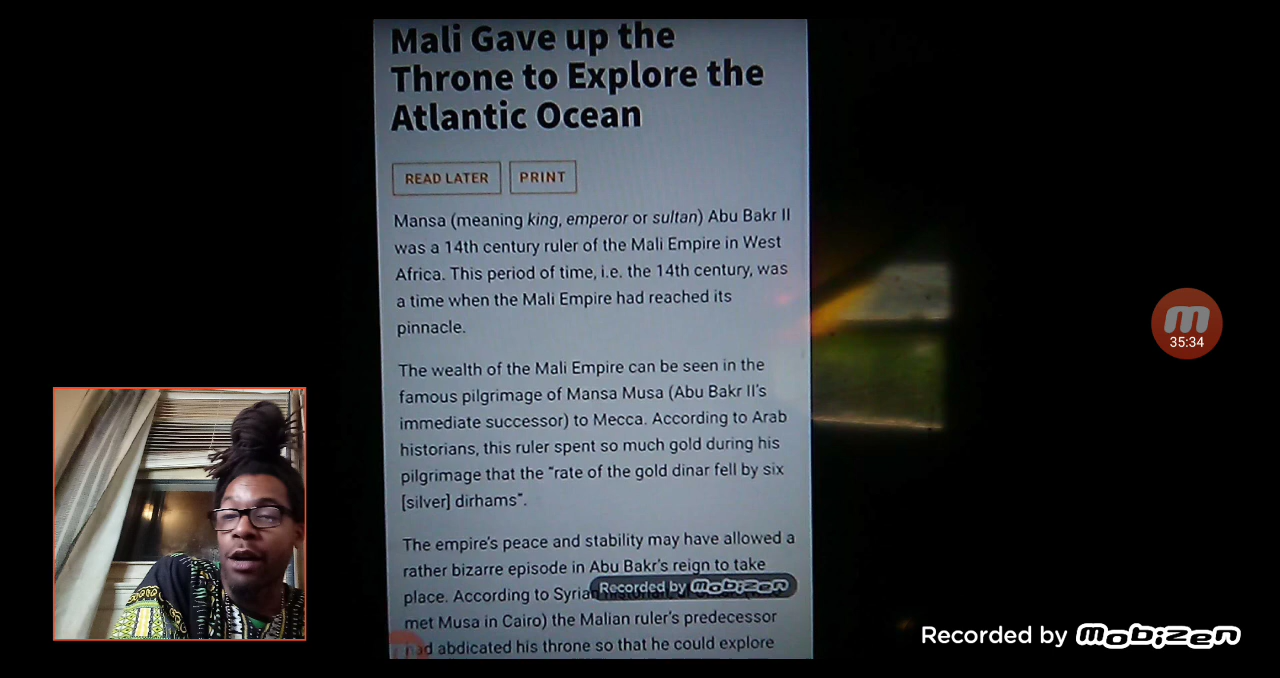 Mali Gave up the
Throne to Explore the
Atlantic Ocean
READ LATER PRINT
Mansa (meaning king, emperor or sultan) Abu Bakr II
was a 14th century ruler of the Mali Empire in West
Africa. This period of time, i.e. the 14th century, was
a time when the Mali Empire had reached its
pinnacle.
The wealth of the Mali Empire can be seen in the
famous pilgrimage of Mansa Musa (Abu Bakr II's
immediate successor) to Mecca. According to Arab
historians, this ruler spent so much gold during his
pilgrimage that the “rate of the gold dinar fell by six
[silver] dirhams”.
The empire's peace and stability may have allowed a
rather bizarre episode in Abu Bakr's reign to take
place. According to Syrian
Recorded by mobizen
met Musa in Cairo) the Malian ruler's predecessor
had abdicated his throne so that he could explore
35:34
Recorded by mobizen